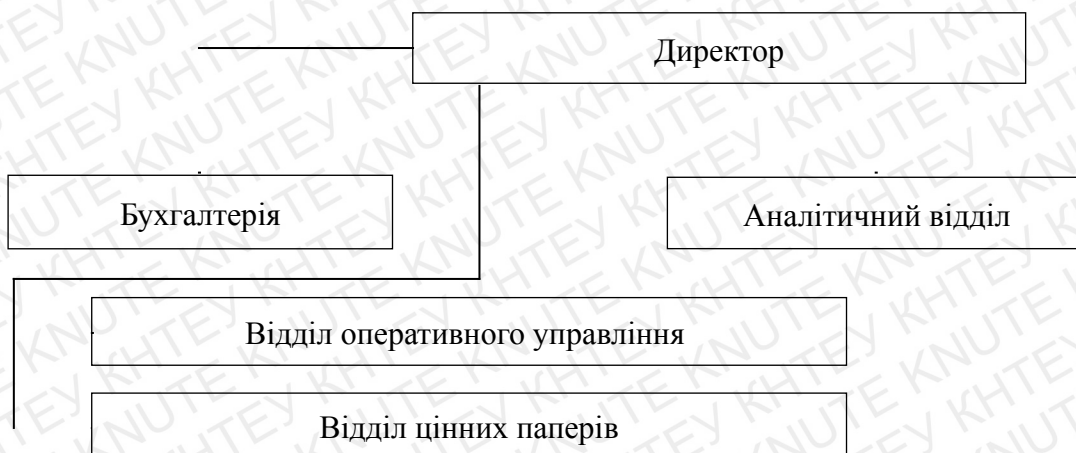 Директор
Бухгалтерія
Аналітичний відділ
Відділ оперативного управління
Відділ цінних паперів